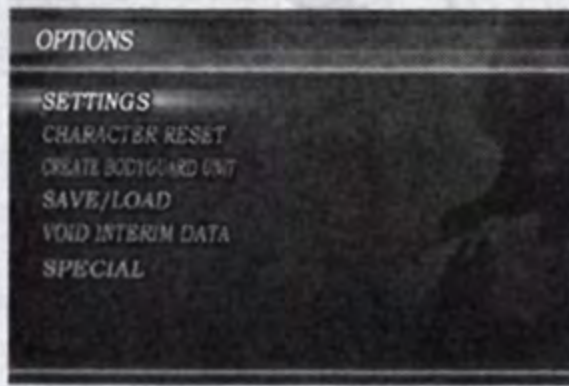 OPTIONS
SETTINGS
CHARACTER RESET
CREATE BODYGUARD UNIT
SAVE/LOAD
VOID INTERIM DATA
SPECIAL